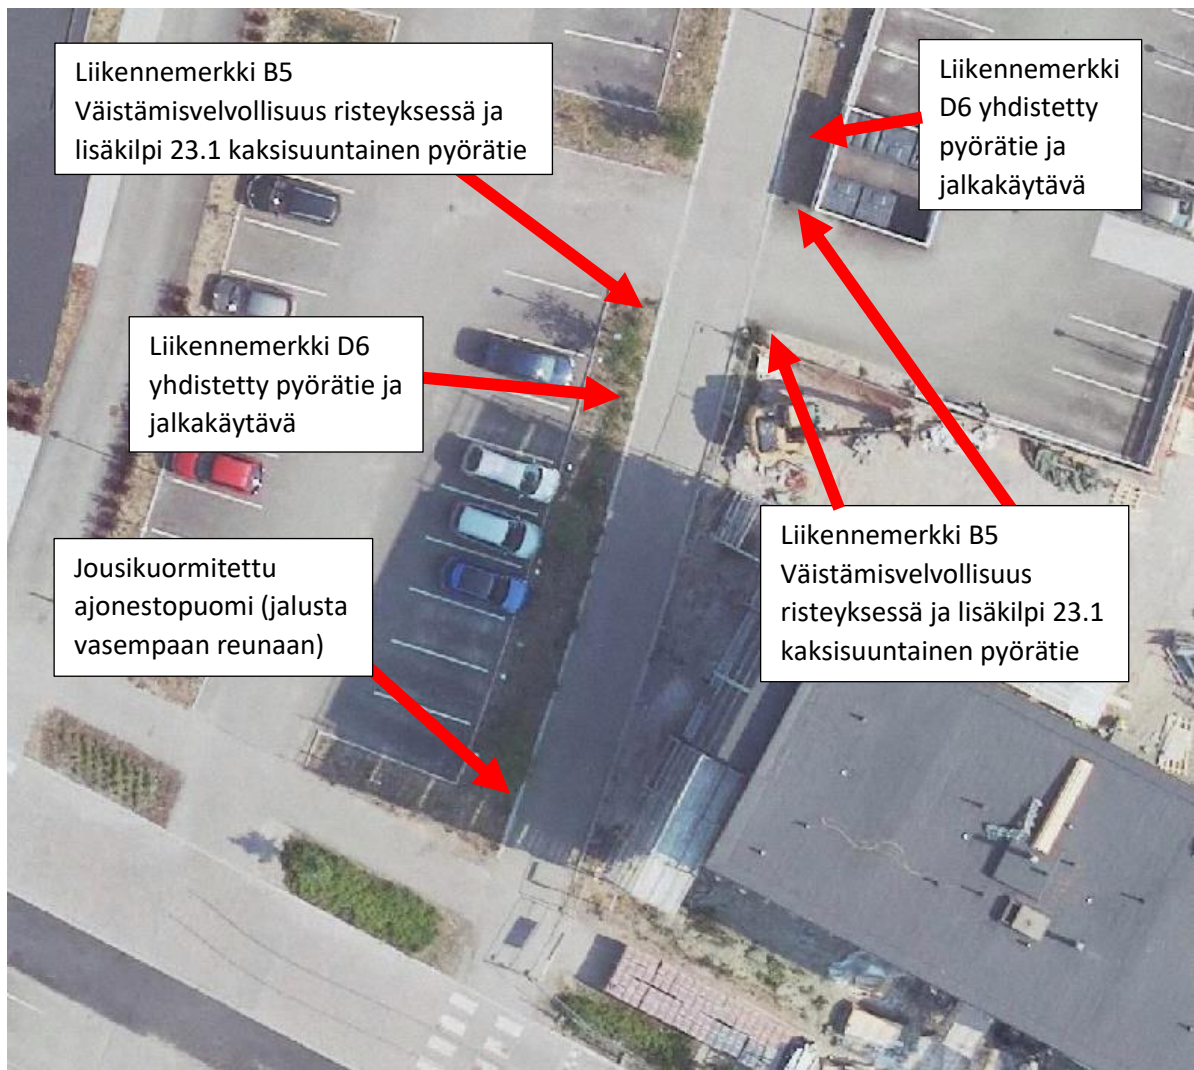 Liikennemerkki B5
Väistämisvelvollisuus risteyksessä ja
lisäkilpi 23.1 kaksisuuntainen pyörätie
Liikennemerkki
D6 yhdistetty
pyörätie ja
jalkakäytävä
Liikennemerkki D6
yhdistetty pyörätie ja
jalkakäytävä
Liikennemerkki B5
Väistämisvelvollisuus
risteyksessä ja lisäkilpi 23.1
kaksisuuntainen pyörätie
Jousikuormitettu
ajonestopuomi (jalusta
vasempaan reunaan)